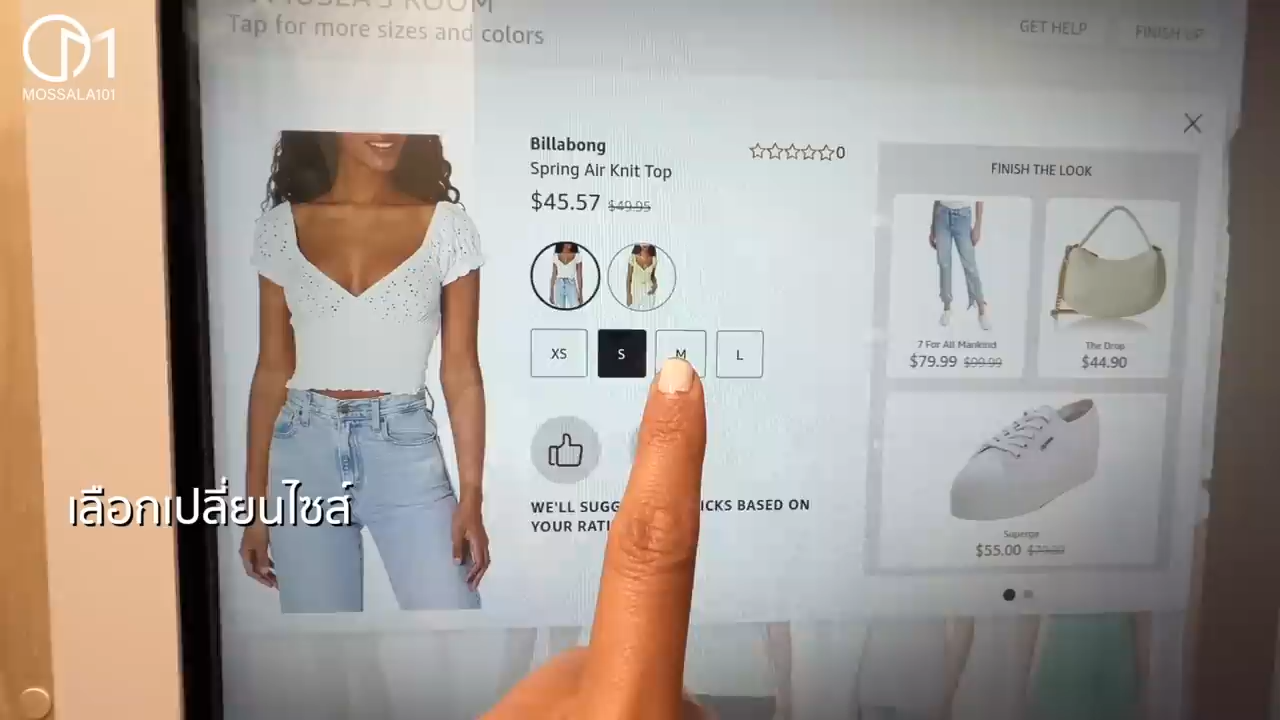 MOSSALA101
Tap for more sizes and colors
GET HELP
FINISH UP
Billabong
0
Spring Air Knit Top
$45.57 $49.95
XS
S
M
L
WE'LL SUGG ICKS BASED ON
YOUR RATI
FINISH THE LOOK
7 For All Mankind
$79.99 $99.99
The Drop
$44.90
Superga
$55.00
เลือกเปลี่ยนไซส์